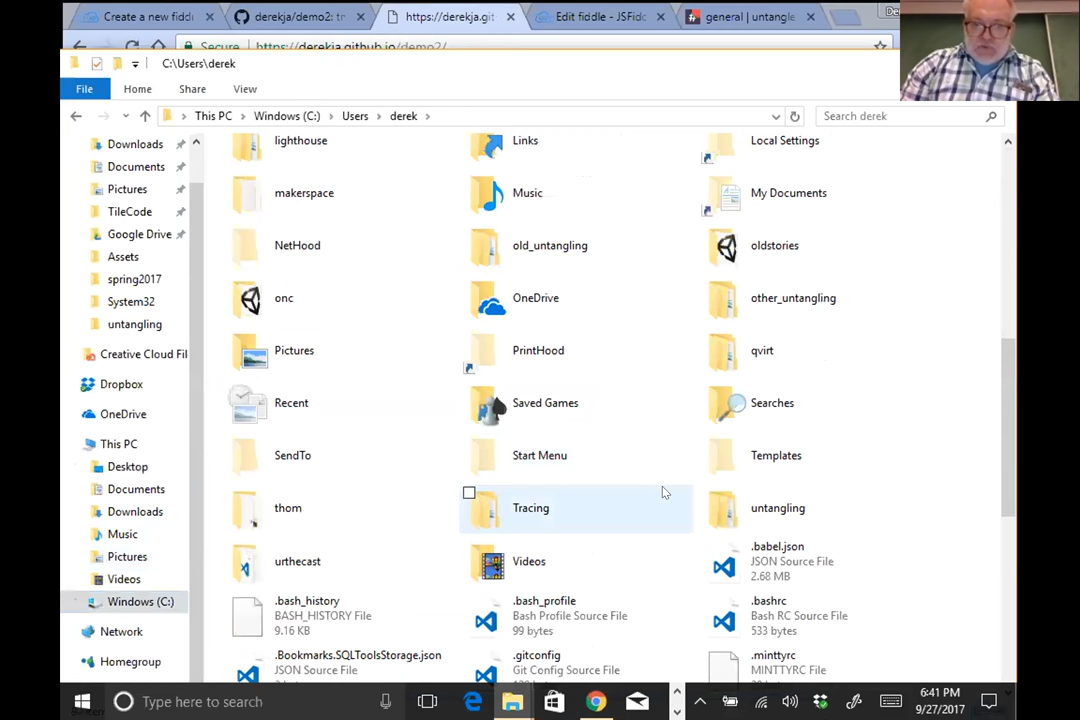 Create a new fiddl
derekja/demo2: tr
https://derekja.git
Edit fiddle - JSFid
general | untangle
De
Secure
https://derekja.github.io/demo2/
C:\Users\derek
File
Home
Share
View
This PC
Windows (C:)
Users
derek
Search derek
Downloads
Documents
Pictures
TileCode
Google Drive
Assets
spring2017
System32
untangling
Creative Cloud Fil
Dropbox
OneDrive
This PC
Desktop
Documents
Downloads
Music
Pictures
Videos
Windows (C:)
Network
Homegroup
lighthouse
Links
Local Settings
makerspace
Music
My Documents
NetHood
old_untangling
oldstories
onc
OneDrive
other_untangling
Pictures
PrintHood
qvirt
Recent
Saved Games
Searches
SendTo
Start Menu
Templates
thom
Tracing
untangling
urthecast
Videos
.babel.json
JSON Source File
2.68 MB
.bash_history
BASH_HISTORY File
9.16 KB
.bash_profile
Bash Profile Source File
99 bytes
.bashrc
Bash RC Source File
533 bytes
.Bookmarks.SQLToolsStorage.json
JSON Source File
.gitconfig
Git Config Source File
.minttyrc
MINTTYRC File
Type here to search
6:41 PM
9/27/2017